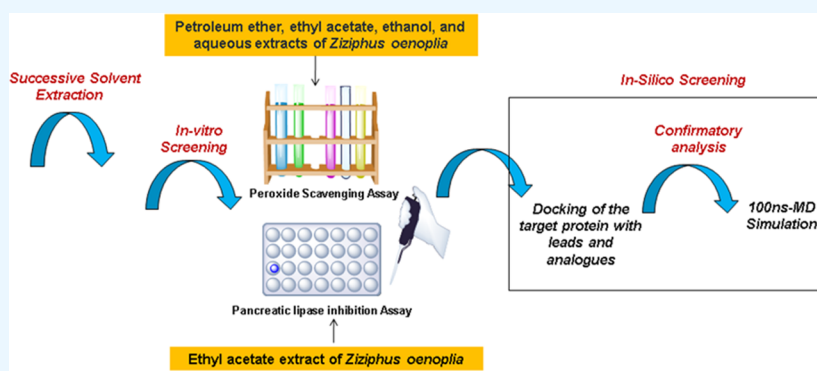 Petroleum ether, ethyl acetate, ethanol, and
aqueous extracts of Ziziphus oenoplia
Successive Solvent
Extraction
In-vitro
Screening
Peroxide Scavenging Assay
Pancreatic lipase inhibition Assay
Ethyl acetate extract of Ziziphus oenoplia
In-Silico Screening
Confirmatory
analysis
Docking of the
target protein with
leads and
analogues
100ns-MD
Simulation